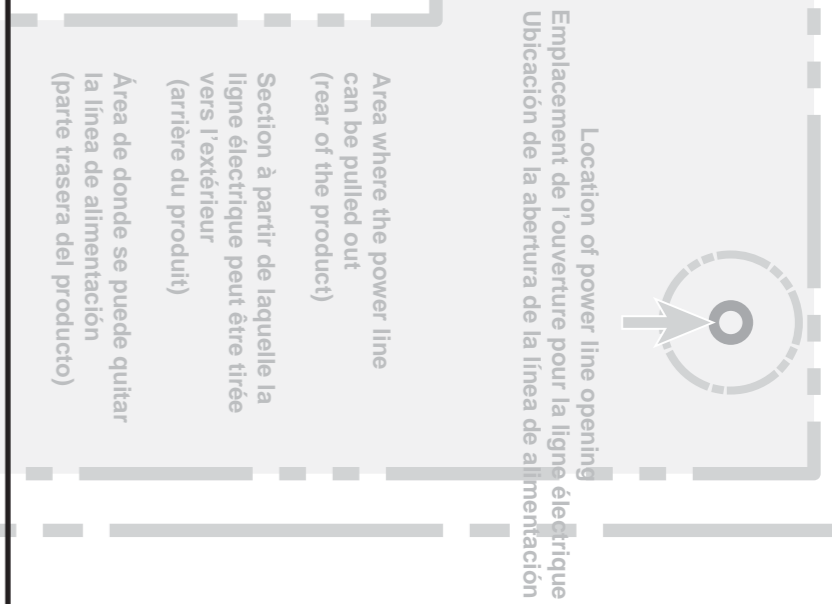 Location of power line opening
Emplacement de l'ouverture pour la ligne électrique
Ubicación de la abertura de la línea de alimentación
Area where the power line
can be pulled out
(rear of the product)
Section à partir de laquelle la
ligne électrique peut être tirée
vers l'extérieur
(arrière du produit)
Área de donde se puede quitar
la línea de alimentación
(parte trasera del producto)